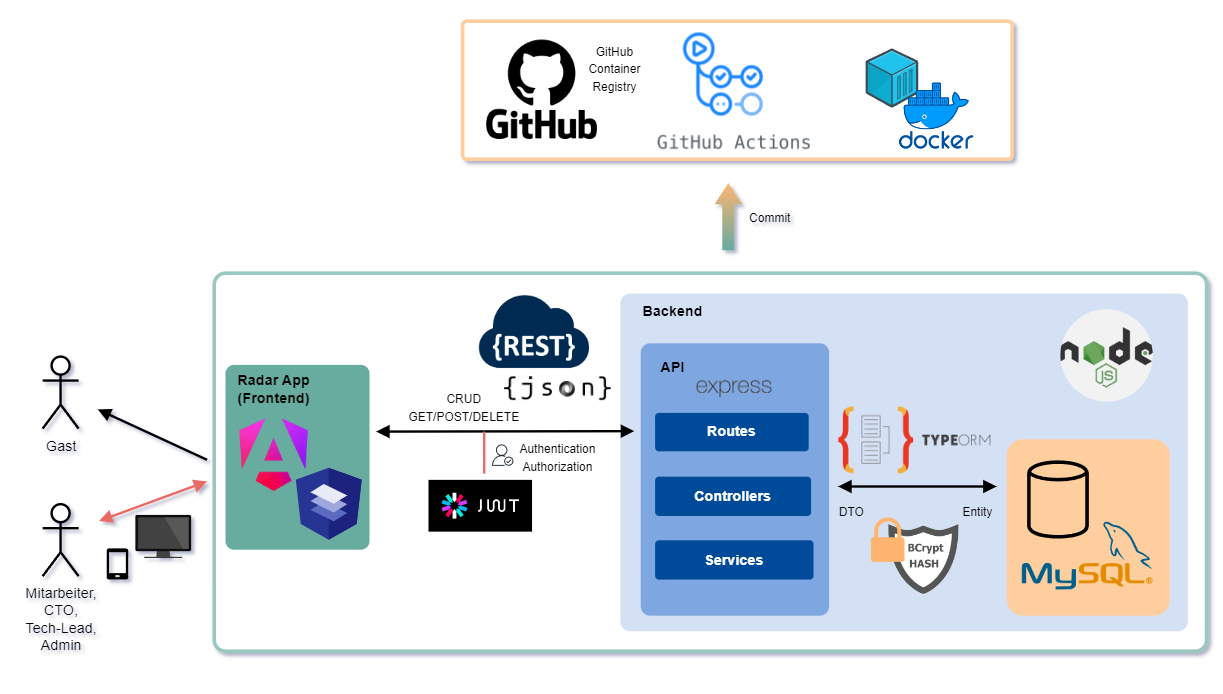 GitHub
Container
Registry
GitHub
GitHub Actions
docker
Commit
Backend
{REST}
{json}
node
JS
API
express
Radar App
(Frontend)
CRUD
GET/POST/DELETE
Routes
Authentication
Authorization
TYPEORM
Gast
JWT
Controllers
DTO
Entity
BCrypt
HASH
Services
MySQL®
Mitarbeiter,
CTO,
Tech-Lead,
Admin